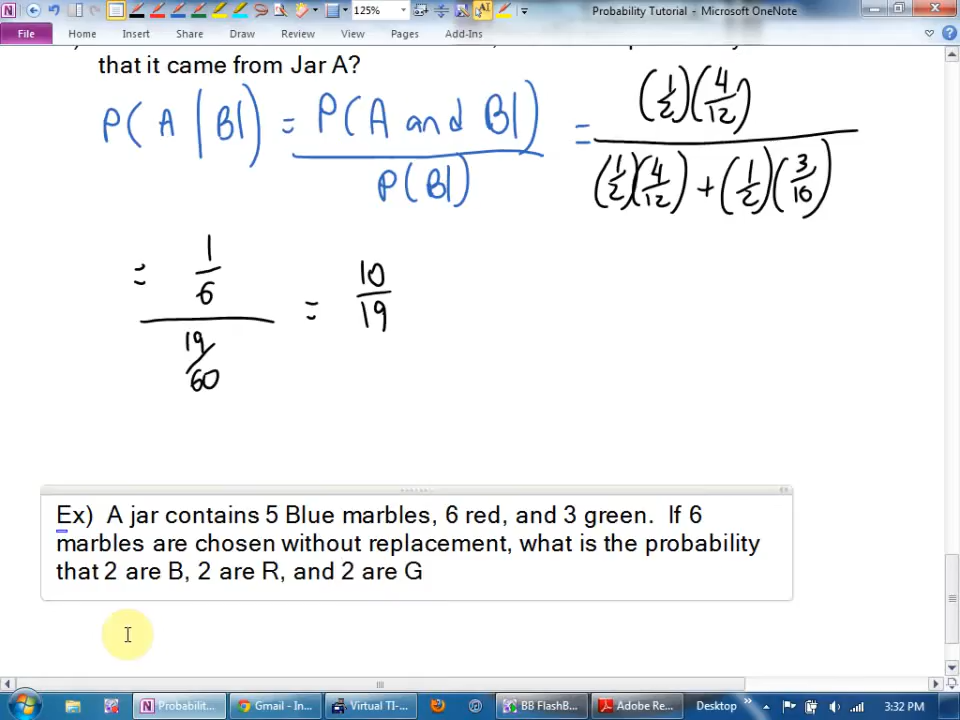 Probability Tutorial - Microsoft OneNote
125%
File Home Insert Share Draw Review View Pages Add-Ins
that it came from Jar A?
P(A | Bl) = P(A and Bl) / P(Bl) = (1/2)(4/12) / (1/2)(4/12) + (1/2)(3/10)
= 1/6 / 19/60 = 10/19
Ex) A jar contains 5 Blue marbles, 6 red, and 3 green. If 6
marbles are chosen without replacement, what is the probability
that 2 are B, 2 are R, and 2 are G
Probabilit... Gmail - In... Virtual TI-... BB FlashB... Adobe Re... Desktop 3:32 PM